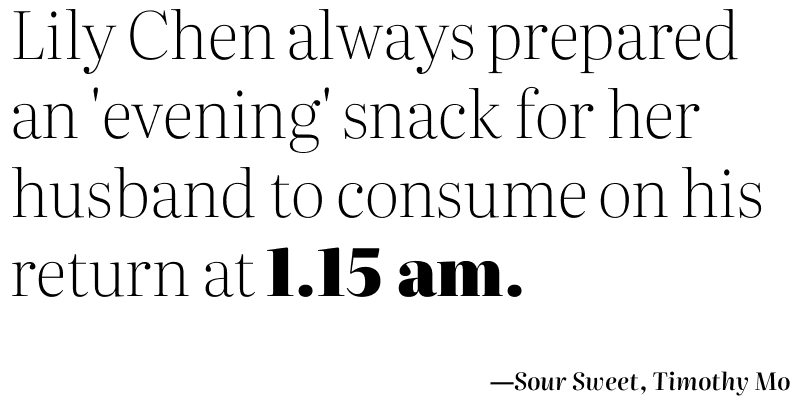 Lily Chen always prepared
an 'evening' snack for her
husband to consume on his
return at 1.15 am.
—Sour Sweet, Timothy Mo